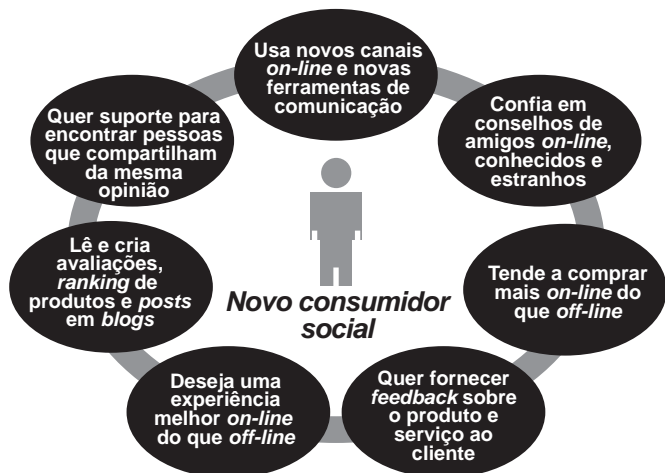 Usa novos canais
on-line e novas
ferramentas de
comunicação
Confia em
conselhos de
amigos on-line,
conhecidos e
estranhos
Tende a comprar
mais on-line do
que off-line
Quer fornecer
feedback sobre
o produto e
serviço ao
cliente
Deseja uma
experiência
melhor on-line
do que off-line
Lê e cria
avaliações,
ranking de
produtos e posts
em blogs
Quer suporte para
encontrar pessoas
que compartilham
da mesma
opinião
Novo consumidor
social